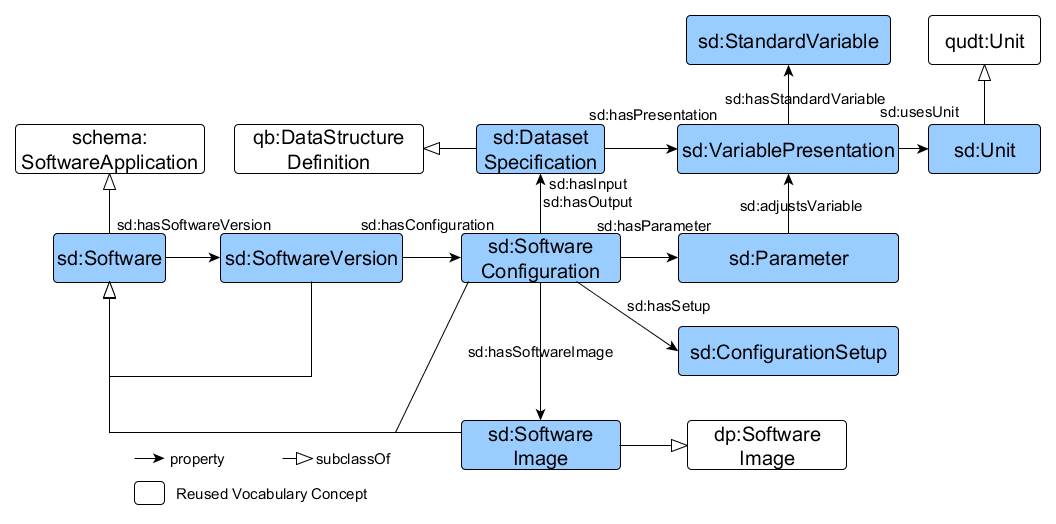 sd:StandardVariable
qudt:Unit
sd:hasStandardVariable
sd:usesUnit
sd:hasPresentation
schema:
SoftwareApplication
qb:DataStructure
Definition
sd:Dataset
Specification
sd:VariablePresentation
sd:Unit
sd:hasInput
sd:hasOutput
sd:adjustsVariable
sd:hasSoftwareVersion
sd:hasConfiguration
sd:hasParameter
sd:Software
sd:SoftwareVersion
sd:Software
Configuration
sd:Parameter
sd:hasSetup
sd:hasSoftwareImage
sd:ConfigurationSetup
sd:Software
Image
dp:Software
Image
property
subclassOf
Reused Vocabulary Concept